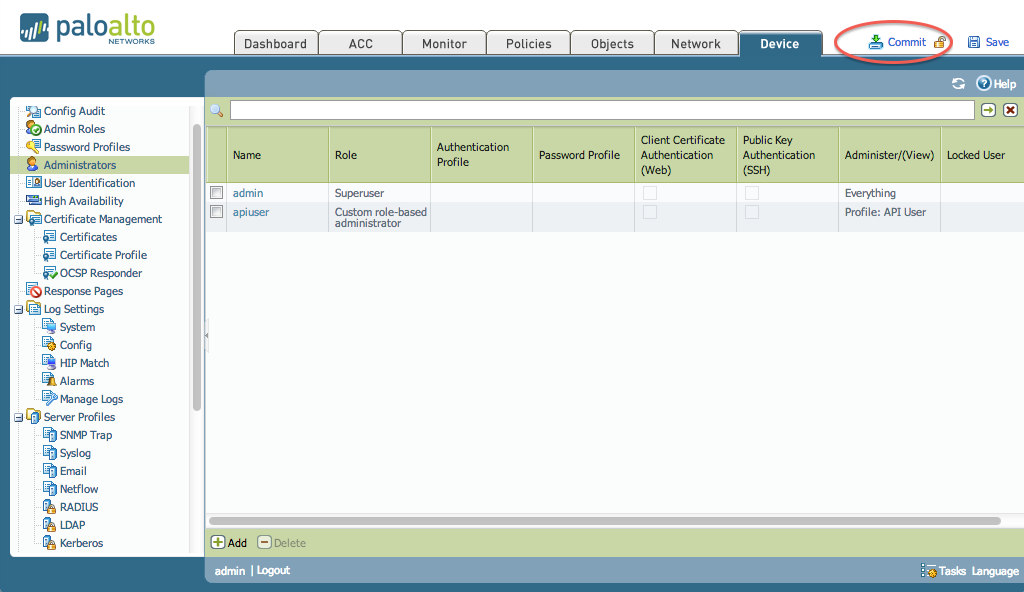 paloalto
NETWORKS
Dashboard ACC Monitor Policies Objects Network Device Commit Save
Help
Config Audit
Admin Roles
Password Profiles
Administrators
User Identification
High Availability
Certificate Management
Certificates
Certificate Profile
OCSP Responder
Response Pages
Log Settings
System
Config
HIP Match
Alarms
Manage Logs
Server Profiles
SNMP Trap
Syslog
Email
Netflow
RADIUS
LDAP
Kerberos
Name
Role
Authentication
Profile
Password Profile
Client Certificate
Authentication
(Web)
Public Key
Authentication
(SSH)
Administer/(View)
Locked User
admin Superuser Everything
apiuser Custom role-based
administrator
Profile: API User
Add Delete
admin | Logout
Tasks Language